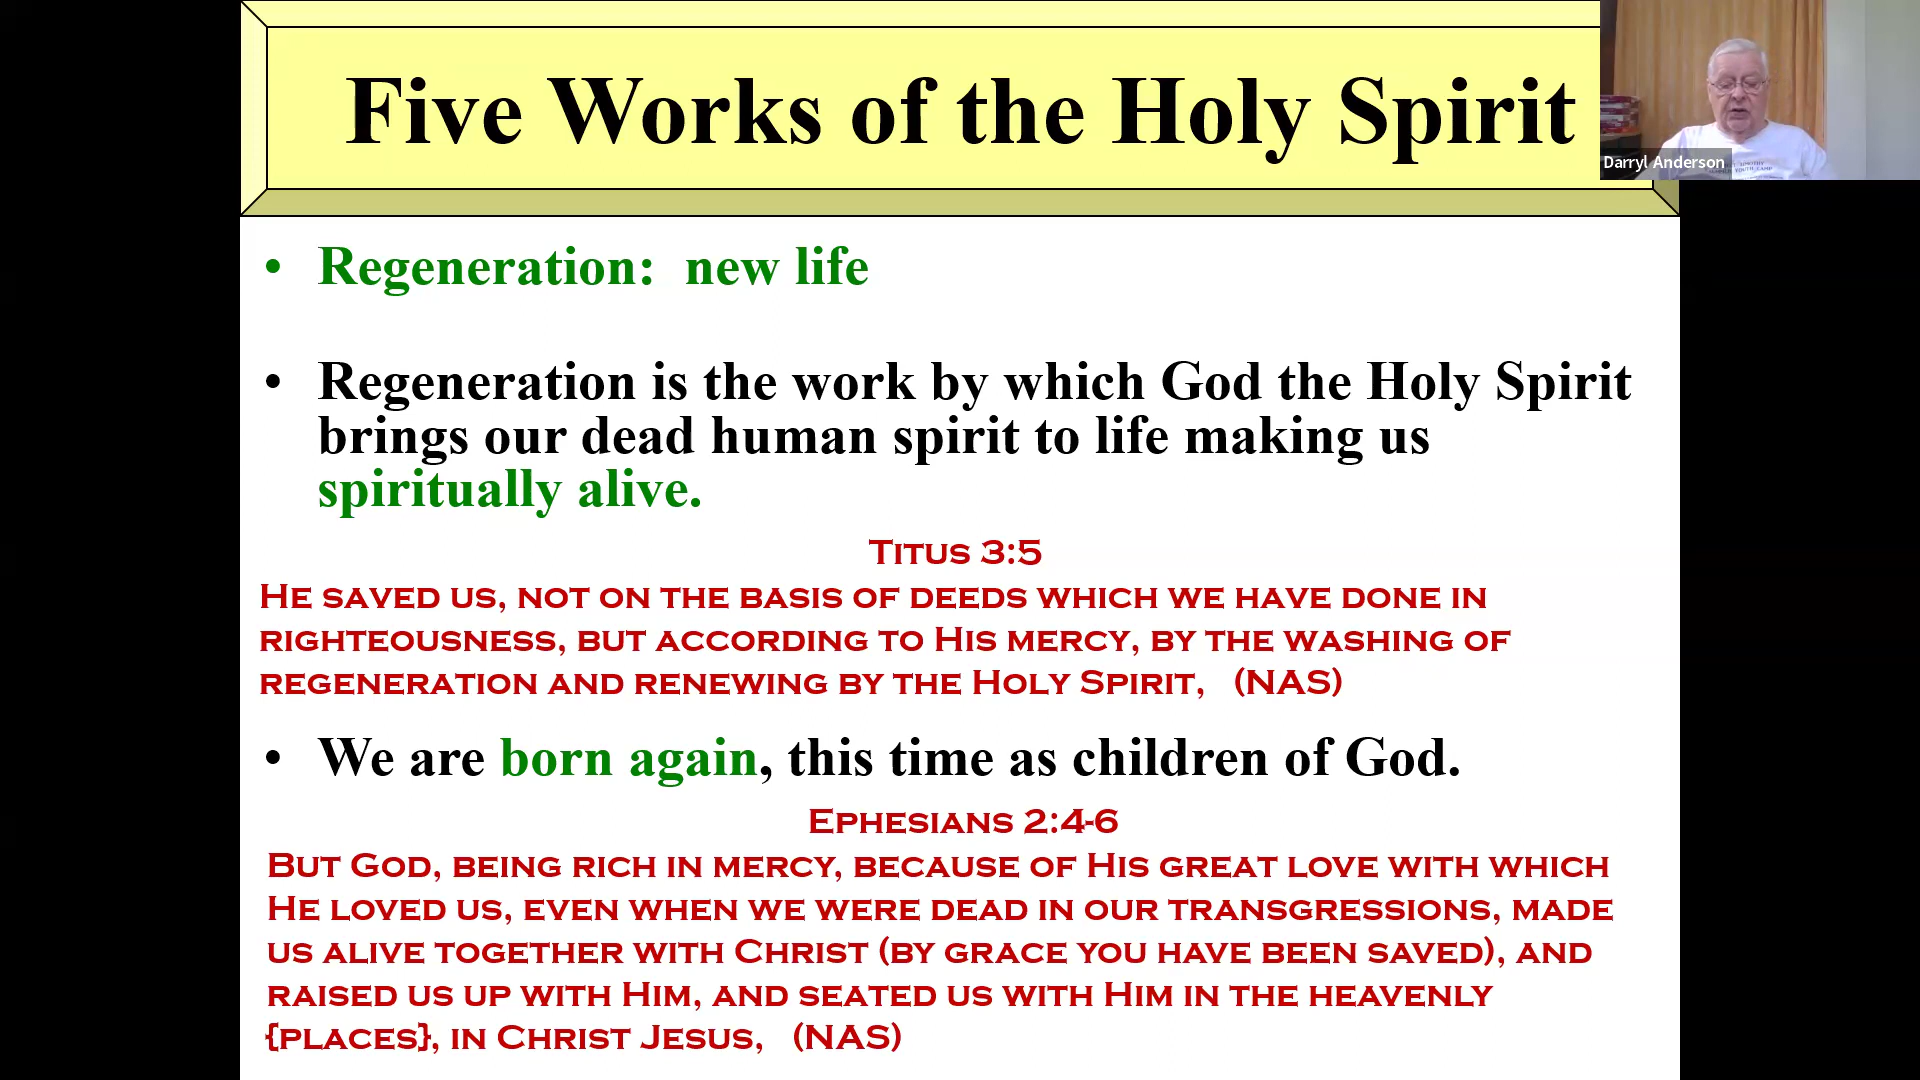 Five Works of the Holy Spirit
Darryl Anderson
• Regeneration: new life
• Regeneration is the work by which God the Holy Spirit
brings our dead human spirit to life making us
spiritually alive.
Titus 3:5
He saved us, not on the basis of deeds which we have done in
righteousness, but according to His mercy, by the washing of
regeneration and renewing by the Holy Spirit, (NAS)
• We are born again, this time as children of God.
Ephesians 2:4-6
But God, being rich in mercy, because of His great love with which
He loved us, even when we were dead in our transgressions, made
us alive together with Christ (by grace you have been saved), and
raised us up with Him, and seated us with Him in the heavenly
{places}, in Christ Jesus, (NAS)